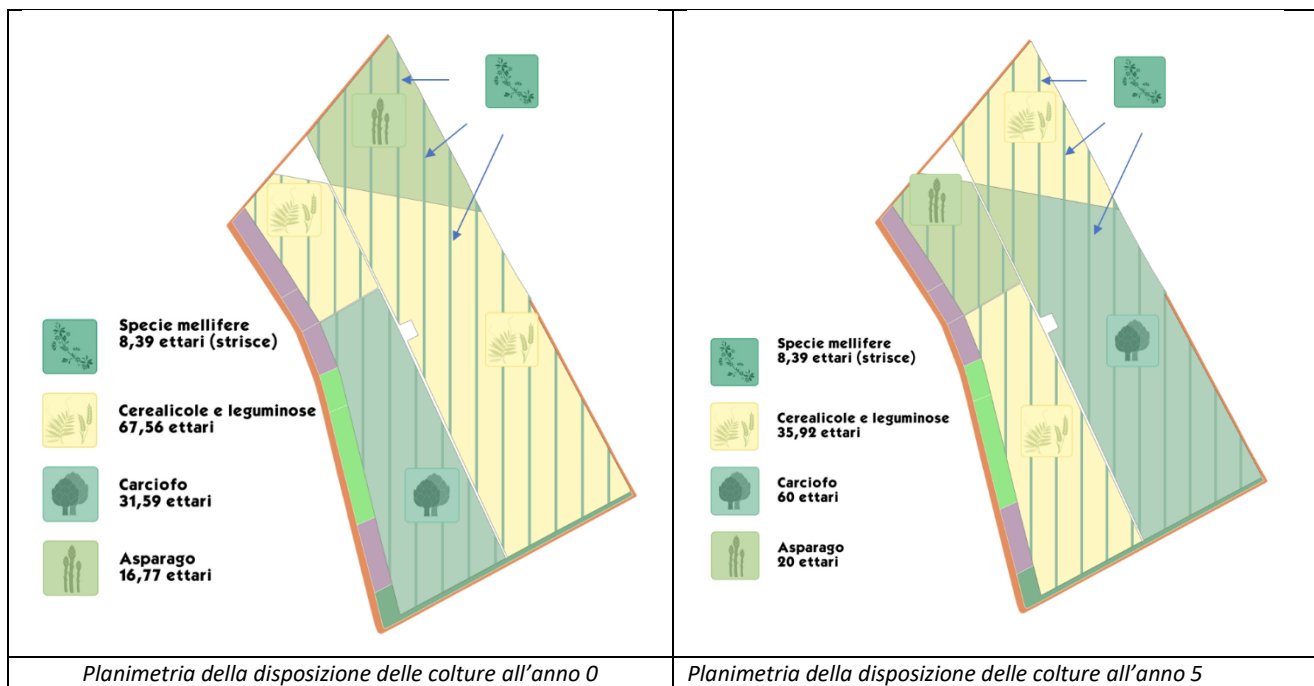 Specie mellifere
8,39 ettari (strisce)
Cerealicole e leguminose
67,56 ettari
Carciofo
31,59 ettari
Asparago
16,77 ettari
Planimetria della disposizione delle colture all’anno 0
Specie mellifere
8,39 ettari (strisce)
Cerealicole e leguminose
35,92 ettari
Carciofo
60 ettari
Asparago
20 ettari
Planimetria della disposizione delle colture all’anno 5